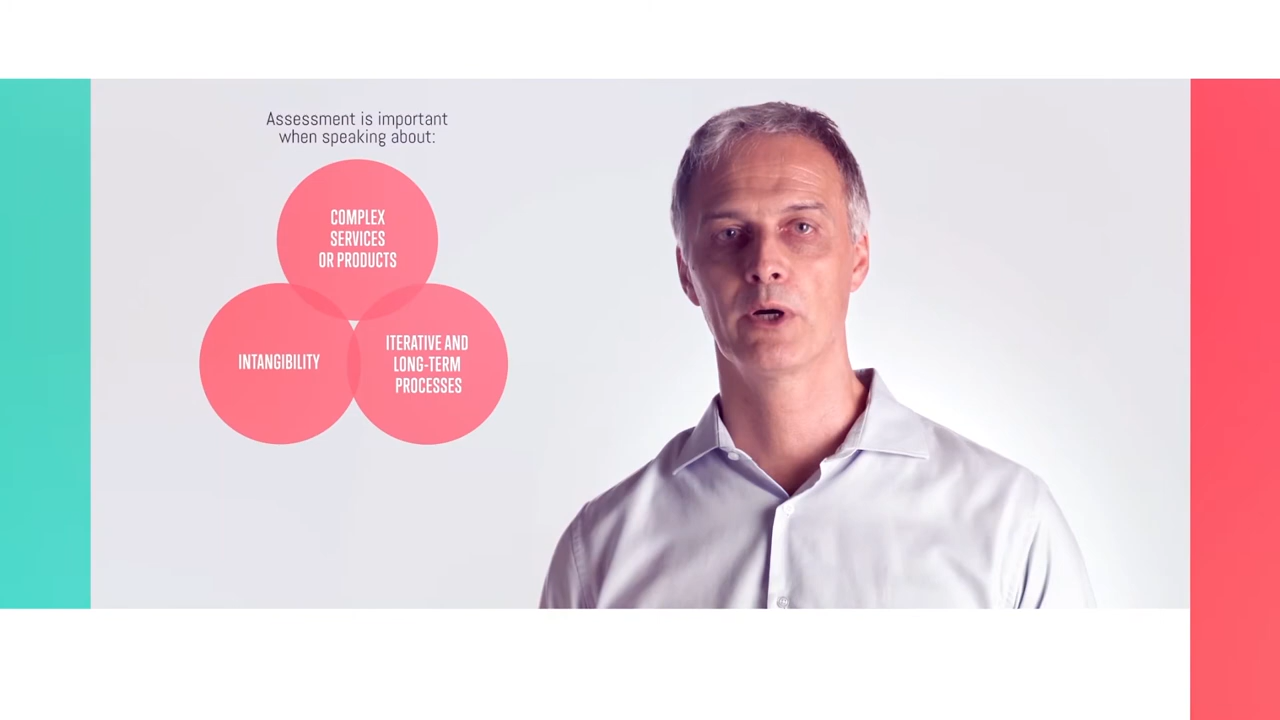 Assessment is important
when speaking about:
COMPLEX
SERVICES
OR PRODUCTS
INTANGIBILITY
ITERATIVE AND
LONG-TERM
PROCESSES